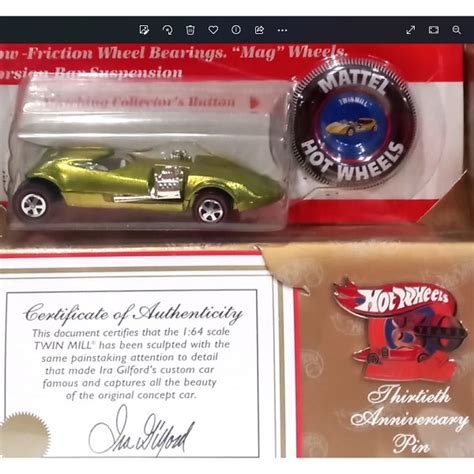 -Friction Wheel Bearings. "Mag" Wheels.
Bar Suspension
Matching Collector's Button
MATTEL
TWINMILL
HOT WHEELS
Certificate of Authenticity
This document certifies that the 1:64 scale
TWIN MILL® has been sculpted with the
same painstaking attention to detail
that made Ira Gilford's custom car
famous and captures all the beauty
of the original concept car.
Ira Gilford
Hot Wheels
Thirtieth
Anniversary
Pin